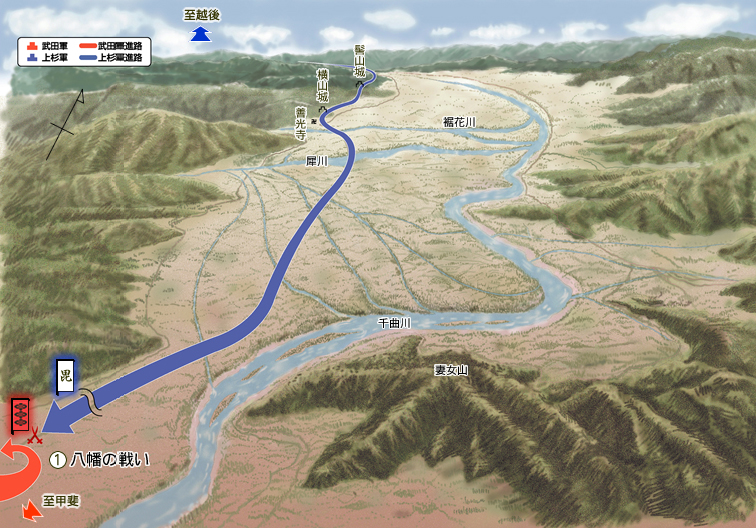 至越後
武田軍 武田軍進路
上杉軍 上杉軍進路
髻山城
横山城
善光寺
裾花川
犀川
千曲川
妻女山
毘
① 八幡の戦い
至甲斐